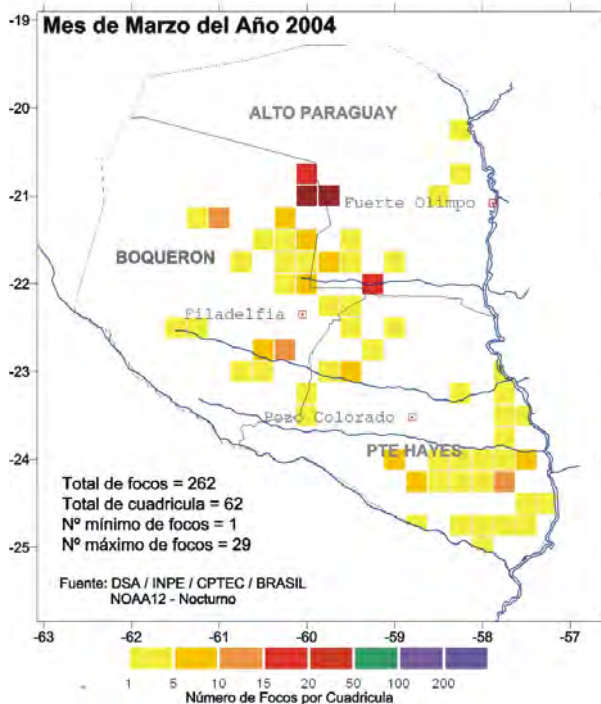 Mes de Marzo del Año 2004
-19
-20
-21
-22
-23
-24
-25
ALTO PARAGUAY
Fuerte Olimpo
BOQUERON
Filadelfia
Pozo Colorado
PTE HAYES
Total de focos = 262
Total de cuadricula = 62
Nº mínimo de focos = 1
Nº máximo de focos = 29
Fuente: DSA / INPE / CPTEC / BRASIL
NOAA12 - Nocturno
-63 -62 -61 -60 -59 -58 -57
1 5 10 15 20 50 100 200
Número de Focos por Cuadricula